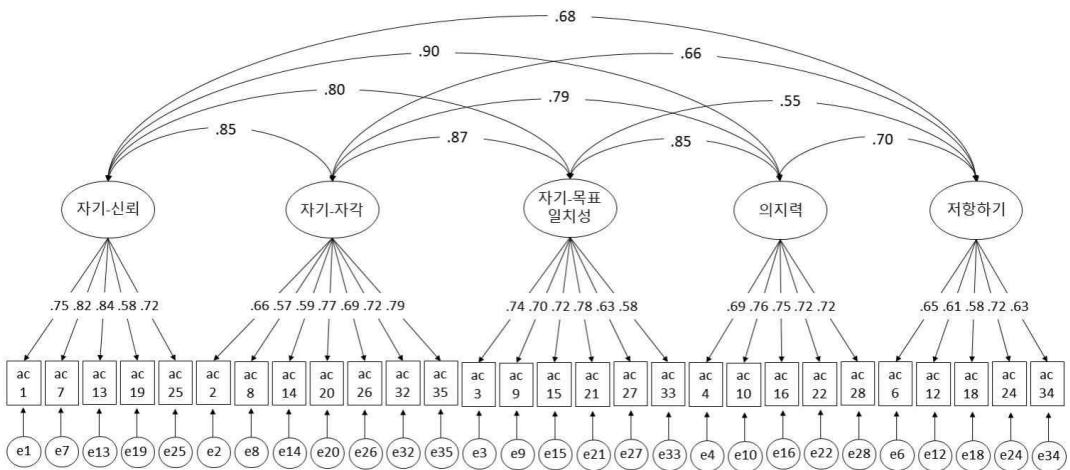 .68
.90
.66
.80
.79
.55
.85
.87
.85
.70
자기-신뢰
자기-자각
자기-목표
일치성
의지력
저항하기
.75 .82 .84 .58 .72
.66 .57 .59 .77 .69 .72 .79
.74 .70 .72 .78 .63 .58
.69 .76 .75 .72 .72
.65 .61 .58 .72 .63
ac
1
ac
7
ac
13
ac
19
ac
25
ac
2
ac
8
ac
14
ac
20
ac
26
ac
32
ac
35
ac
3
ac
9
ac
15
ac
21
ac
27
ac
33
ac
4
ac
10
ac
16
ac
22
ac
28
ac
6
ac
12
ac
18
ac
24
ac
34
e1
e7
e13
e19
e25
e2
e8
e14
e20
e26
e32
e35
e3
e9
e15
e21
e27
e33
e4
e10
e16
e22
e28
e6
e12
e18
e24
e34